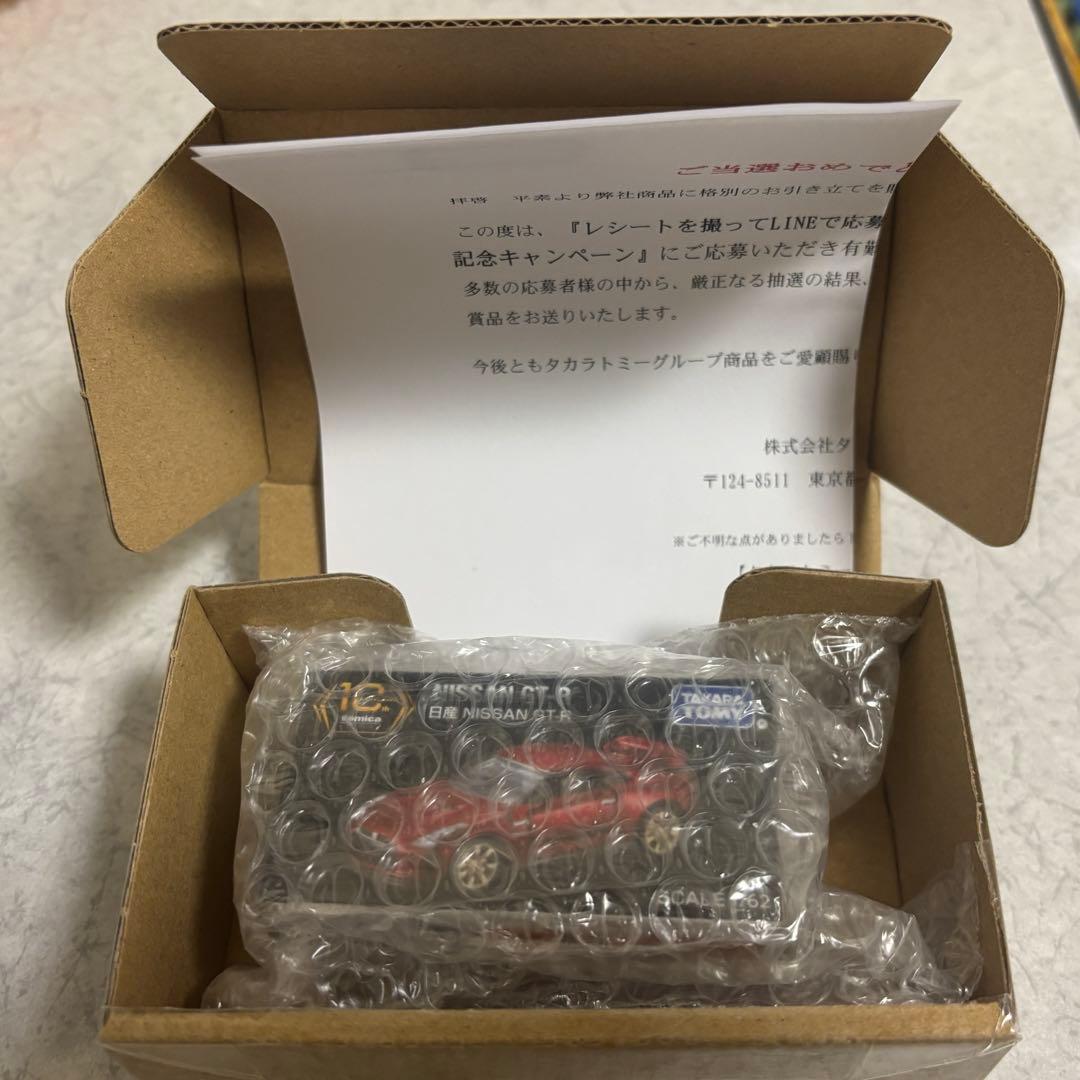 ご当選おめで
拝啓　平素より弊社商品に格別のお引き立てを
この度は、『レシートを撮ってLINEで応募
記念キャンペーン』にご応募いただき有難
多数の応募者様の中から、厳正なる抽選の結果、
賞品をお送りいたします。
今後ともタカラトミーグループ商品をご愛顧賜
株式会社タ
〒124-8511　東京都
※ご不明な点がありましたら
10th
tomica
NISSAN GT-R
日産 NISSAN GT-R
TAKARA
TOMY
SCALE 1/62